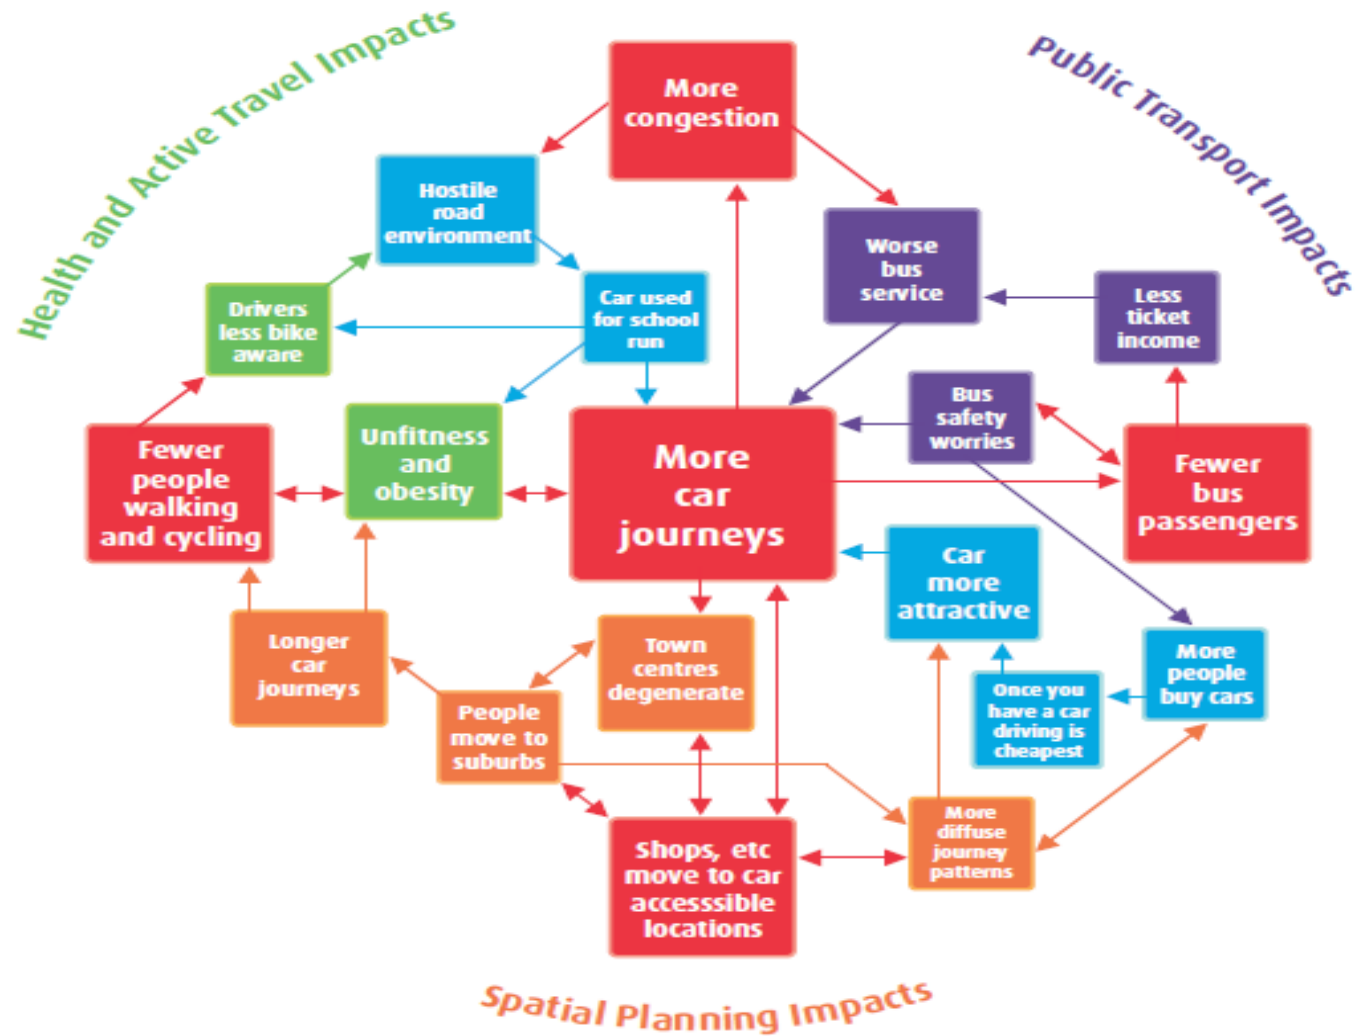 Health and Active Travel Impacts
Public Transport Impacts
More
congestion
Hostile
road
environment
Worse
bus
service
Drivers
less bike
aware
Car used
for school
run
Less
ticket
income
Fewer
people
walking
and cycling
Unfitness
and
obesity
More
car
journeys
Bus
safety
worries
Fewer
bus
passengers
Car
more
attractive
Longer
car
journeys
Town
centres
degenerate
More
people
buy cars
People
move to
suburbs
Once you
have a car
driving is
cheapest
Shops, etc
move to car
accesssible
locations
More
diffuse
journey
patterns
Spatial Planning Impacts